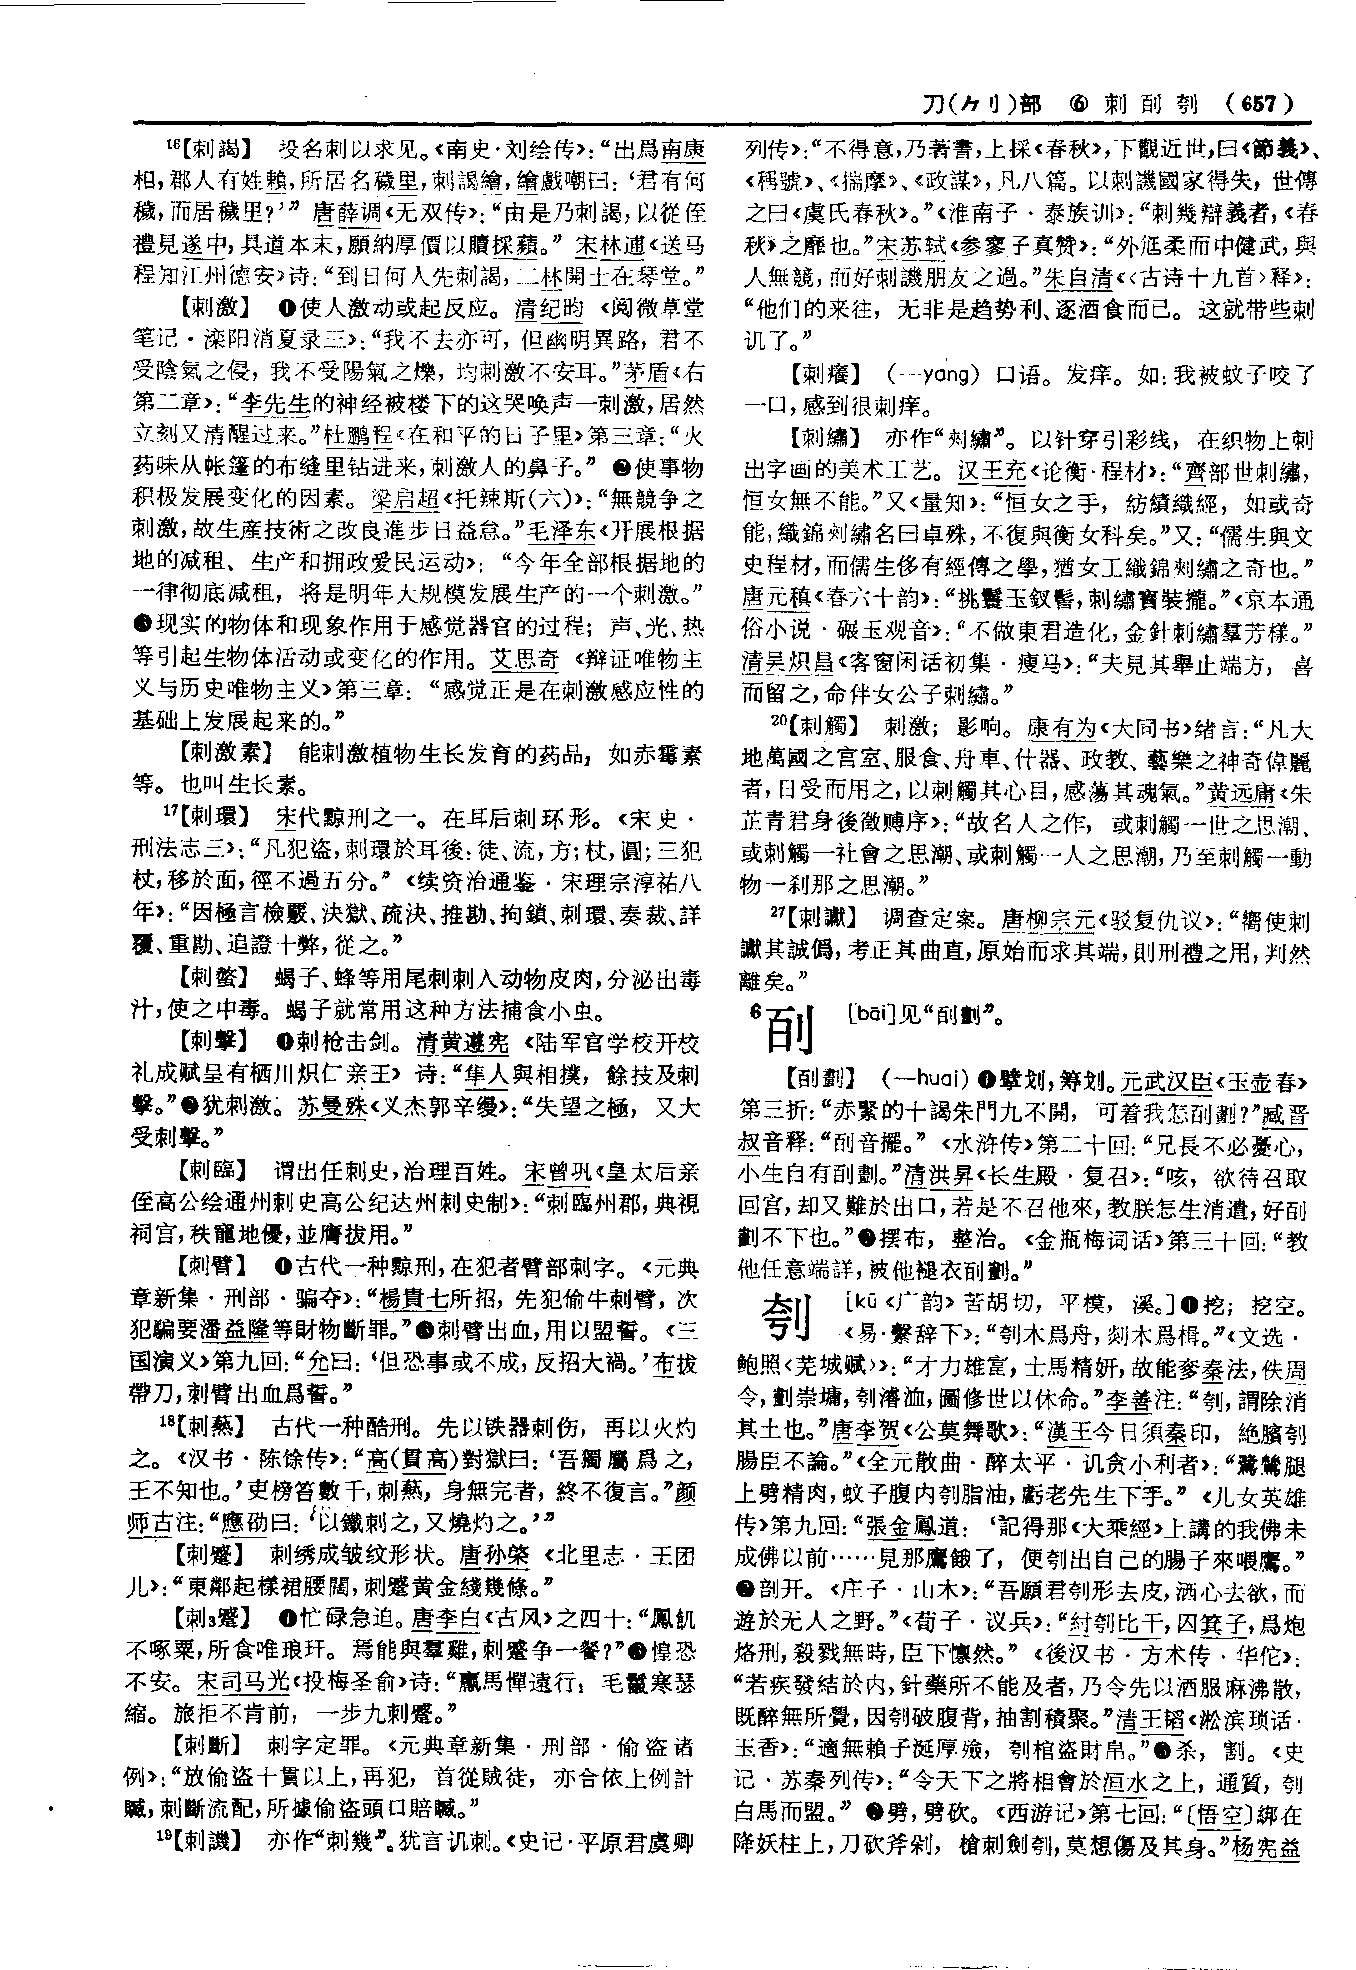 刀(⺈刂)部 ⑥ 刺刮刳 (657)
16【刺謁】 投名刺以求见。《南史·刘绘传》：“出爲南康
相，郡人有姓賴，所居名穢里，刺謁繪，繪戲嘲曰：‘君有何
穢，而居穢里？’” 唐薛调《无双传》：“由是乃刺謁，以從侄
禮見遂中，具道本末，願納厚價以贖採蘋。” 宋林逋《送马
程知江州德安》诗：“到日何人先刺謁，二林開士在琴堂。”
【刺激】 ❶使人激动或起反应。清纪昀《阅微草堂
笔记·滦阳消夏录三》：“我不去亦可，但幽明異路，君不
受陰氣之侵，我不受陽氣之爍，均刺激不安耳。”茅盾《右
第二章》：“李先生的神经被楼下的这哭唤声一刺激，居然
立刻又清醒过来。”杜鹏程《在和平的日子里》第三章：“火
药味从帐篷的布缝里钻进来，刺激人的鼻子。” ❷使事物
积极发展变化的因素。梁启超《托辣斯(六)》：“無競争之
刺激，故生産技術之改良進步日益怠。”毛泽东《开展根据
地的减租、生产和拥政爱民运动》：“今年全部根据地的
一律彻底减租，将是明年大规模发展生产的一个刺激。”
❸现实的物体和现象作用于感觉器官的过程；声、光、热
等引起生物体活动或变化的作用。艾思奇《辩证唯物主
义与历史唯物主义》第三章：“感觉正是在刺激感应性的
基础上发展起来的。”
【刺激素】 能刺激植物生长发育的药品，如赤霉素
等。也叫生长素。
17【刺環】 宋代黥刑之一。在耳后刺环形。《宋史·
刑法志三》：“凡犯盗，刺環於耳後：徒、流，方；杖，圓；三犯
杖，移於面，徑不過五分。”《续资治通鉴·宋理宗淳祐八
年》：“因極言檢覈、決獄、疏決、推勘、拘鎖、刺環、奏裁、詳
覆、重勘、追證十弊，從之。”
【刺螫】 蝎子、蜂等用尾刺刺入动物皮肉，分泌出毒
汁，使之中毒。蝎子就常用这种方法捕食小虫。
【刺擊】 ❶刺枪击剑。清黄遵宪《陆军官学校开校
礼成赋呈有栖川炽仁亲王》诗：“隼人與相撲，餘技及刺
擊。”❷犹刺激。苏曼殊《义杰郭辛缦》：“失望之極，又大
受刺擊。”
【刺臨】 谓出任刺史，治理百姓。宋曾巩《皇太后亲
侄高公绘通州刺史高公纪达州刺史制》：“刺臨州郡，典視
祠宫，秩寵地優，並膺拔用。”
【刺臂】 ❶古代一种黥刑，在犯者臂部刺字。《元典
章新集·刑部·骗夺》：“楊貴七所招，先犯偷牛刺臂，次
犯騙要潘益隆等財物斷罪。”❷刺臂出血，用以盟誓。《三
国演义》第九回：“允曰：‘但恐事或不成，反招大禍。’布拔
帶刀，刺臂出血爲誓。”
18【刺爇】 古代一种酷刑。先以铁器刺伤，再以火灼
之。《汉书·陈馀传》：“高(貫高)對獄曰：‘吾獨屬爲之，
王不知也。’吏榜笞數千，刺爇，身無完者，終不復言。”颜
师古注：“應劭曰：‘以鐵刺之，又燒灼之。’”
【刺蹙】 刺绣成皱纹形状。唐孙棨《北里志·王团
儿》：“東鄰起樣裙腰闊，刺蹙黄金綫幾條。”
【刺₃蹙】 ❶忙碌急迫。唐李白《古风》之四十：“鳳飢
不啄粟，所食唯琅玕。焉能與羣雞，刺蹙争一餐？”❷惶恐
不安。宋司马光《投梅圣俞》诗：“羸馬憚遠行；毛鬣寒瑟
縮。旅拒不肯前，一步九刺蹙。”
【刺斷】 刺字定罪。《元典章新集·刑部·偷盗诸
例》：“放偷盗十貫以上，再犯，首從賊徒，亦合依上例計
贓，刺斷流配，所據偷盗頭口賠贓。”
19【刺譏】 亦作“刺幾”。犹言讥刺。《史记·平原君虞卿
列传》：“不得意，乃著書，上採《春秋》，下觀近世，曰《節義》、
《稱號》、《揣摩》、《政謀》，凡八篇。以刺譏國家得失，世傳
之曰《虞氏春秋》。”《淮南子·泰族训》：“刺幾辯義者，《春
秋》之靡也。”宋苏轼《参寥子真赞》：“外尪柔而中健武，與
人無競，而好刺譏朋友之過。”朱自清《〈古诗十九首〉释》：
“他们的来往，无非是趋势利、逐酒食而已。这就带些刺
讥了。”
【刺癢】 (—yang) 口语。发痒。如：我被蚊子咬了
一口，感到很刺痒。
【刺繡】 亦作“刾繡”。以针穿引彩线，在织物上刺
出字画的美术工艺。汉王充《论衡·程材》：“齊部世刺繡，
恒女無不能。”又《量知》：“恒女之手，紡績織經，如或奇
能，織錦刾繡名曰卓殊，不復與衡女科矣。”又：“儒生與文
史程材，而儒生侈有經傳之學，猶女工織錦刾繡之奇也。”
唐元稹《春六十韵》：“挑鬟玉釵髻，刺繡寶裝攏。”《京本通
俗小说·碾玉观音》：“不做東君造化，金針刺繡羣芳様。”
清吴炽昌《客窗闲话初集·瘦马》：“夫見其舉止端方，喜
而留之，命伴女公子刺繡。”
20【刺觸】 刺激；影响。康有为《大同书》绪言：“凡大
地萬國之宫室、服食、舟車、什器、政教、藝樂之神奇偉麗
者，日受而用之，以刺觸其心目，感蕩其魂氣。”黄远庸《朱
芷青君身後徵賻序》：“故名人之作，或刺觸一世之思潮、
或刺觸一社會之思潮、或刺觸一人之思潮，乃至刺觸一動
物一刹那之思潮。”
27【刺讞】 调查定案。唐柳宗元《驳复仇议》：“嚮使刺
讞其誠僞，考正其曲直，原始而求其端，則刑禮之用，判然
離矣。”
6刮 [bāi]见“刮劃”。
【刮劃】 (—huai) ❶擘划，筹划。元武汉臣《玉壶春》
第三折：“赤緊的十謁朱門九不開，可着我怎刮劃？”臧晋
叔音释：“刮音擺。”《水浒传》第二十回：“兄長不必憂心，
小生自有刮劃。”清洪昇《长生殿·复召》：“咳，欲待召取
回宫，却又難於出口，若是不召他來，教朕怎生消遣，好刮
劃不下也。”❷摆布，整治。《金瓶梅词话》第三十回：“教
他任意端詳，被他褪衣刮劃。”
刳 [kū《广韵》苦胡切，平模，溪。]❶挖；挖空。
《易·繫辞下》：“刳木爲舟，剡木爲楫。”《文选·
鲍照〈芜城赋〉》：“才力雄富，士馬精妍，故能奓秦法，佚周
令，劃崇墉，刳濬洫，圖修世以休命。”李善注：“刳，謂除消
其土也。”唐李贺《公莫舞歌》：“漢王今日須秦印，絶臏刳
腸臣不論。”《全元散曲·醉太平·讥贪小利者》：“鷺鷥腿
上劈精肉，蚊子腹内刳脂油，虧老先生下手。”《儿女英雄
传》第九回：“張金鳳道：‘記得那《大乘經》上講的我佛未
成佛以前……見那鷹餓了，便刳出自己的腸子來喂鷹。”
❷剖开。《庄子·山木》：“吾願君刳形去皮，洒心去欲，而
遊於无人之野。”《荀子·议兵》：“紂刳比干，囚箕子，爲炮
烙刑，殺戮無時，臣下懍然。”《後汉书·方术传·华佗》：
“若疾發結於内，針藥所不能及者，乃令先以酒服麻沸散，
既醉無所覺，因刳破腹背，抽割積聚。”清王韬《淞滨琐话·
玉香》：“適無賴子涎厚殮，刳棺盗財帛。”❸杀，割。《史
记·苏秦列传》：“令天下之將相會於洹水之上，通質，刳
白馬而盟。” ❹劈，劈砍。《西游记》第七回：“〔悟空〕綁在
降妖柱上，刀砍斧剁，槍刺劍刳，莫想傷及其身。”杨宪益